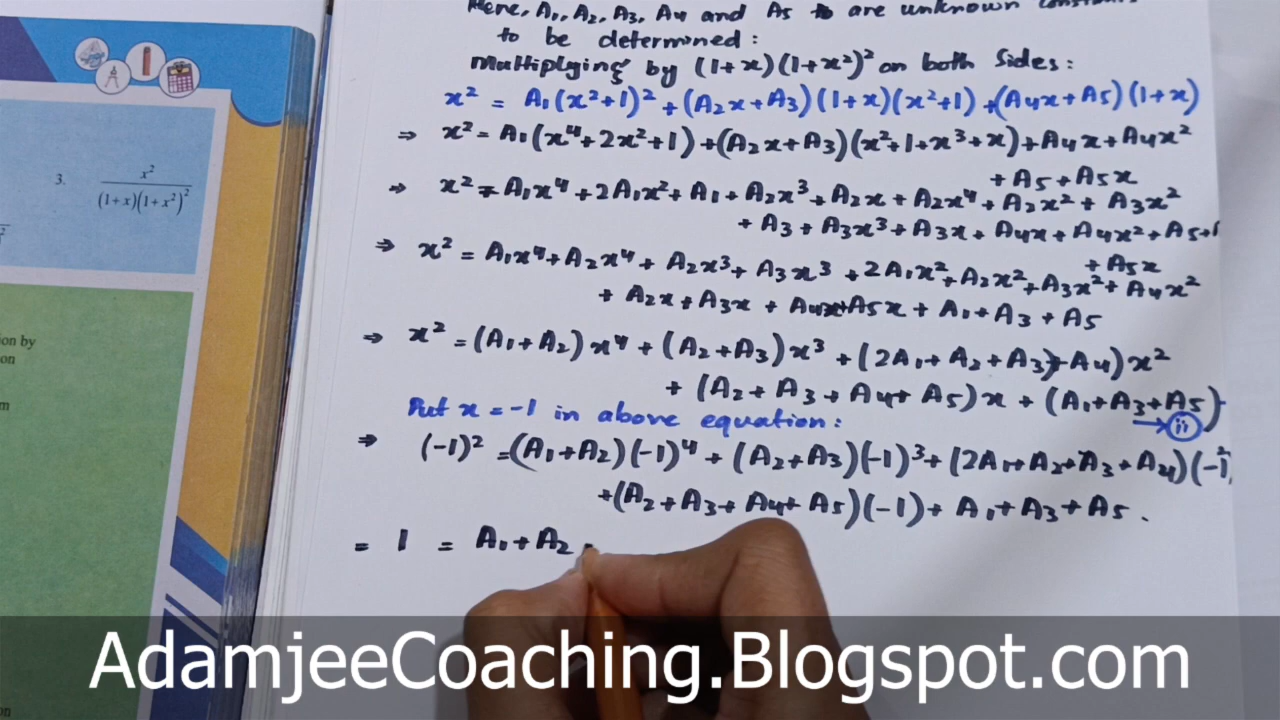 Here, A₁, A₂, A₃, A₄ and A₅ are unknown
to be determined:
Multiplying by (1+x)(1+x²)² on both sides:
x² = A₁(x²+1)² + (A₂x+A₃)(1+x)(x²+1) + (A₄x+A₅)(1+x)
⇒ x² = A₁(x⁴+2x²+1) + (A₂x+A₃)(x²+1+x³+x) + A₄x + A₄x²
+ A₅ + A₅x
⇒ x² = A₁x⁴ + 2A₁x² + A₁ + A₂x³ + A₂x + A₂x⁴ + A₂x² + A₃x²
+ A₃ + A₃x³ + A₃x + A₄x + A₄x² + A₅ +
+ A₅x
⇒ x² = A₁x⁴ + A₂x⁴ + A₂x³ + A₃x³ + 2A₁x² + A₂x² + A₃x² + A₄x²
+ A₂x + A₃x + A₄x + A₅x + A₁ + A₃ + A₅
⇒ x² = (A₁+A₂)x⁴ + (A₂+A₃)x³ + (2A₁+A₂+A₃+A₄)x²
+ (A₂+A₃+A₄+A₅)x + (A₁+A₃+A₅)
→ ii
Put x = -1 in above equation:
⇒ (-1)² = (A₁+A₂)(-1)⁴ + (A₂+A₃)(-1)³ + (2A₁+A₂+A₃+A₄)(-1)²
+(A₂+A₃+A₄+A₅)(-1) + A₁+A₃+A₅.
= 1 = A₁+A₂
3. x²/(1+x)(1+x²)²
on by
on
m
on
AdamjeeCoaching.Blogspot.com